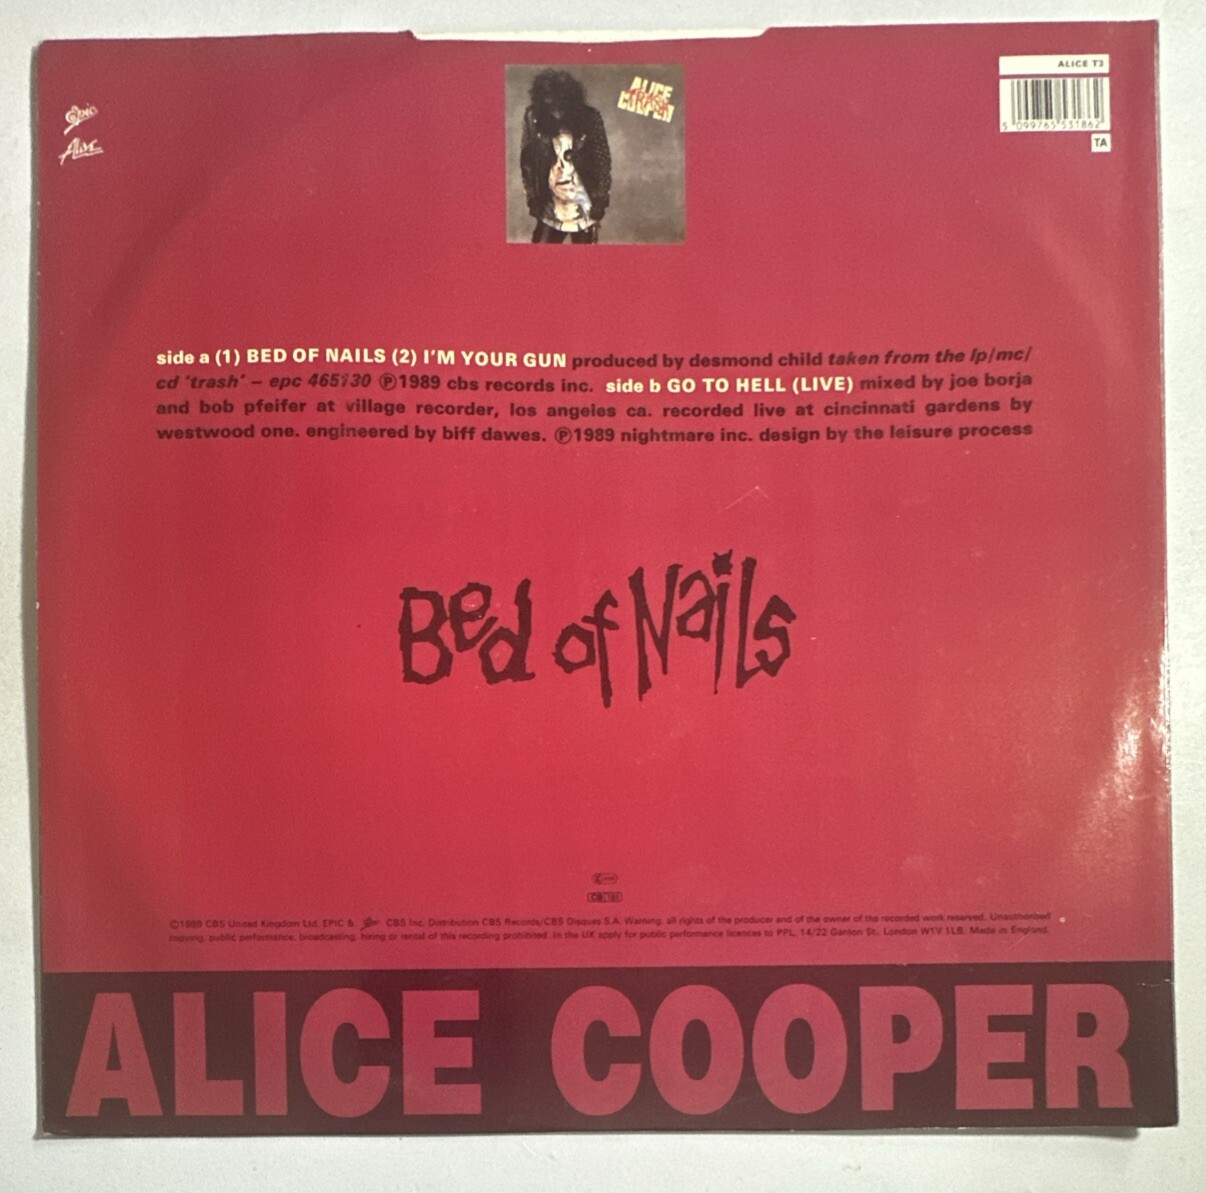 Epic
Alice
ALICE
TRASH
COOPER
ALICE T3
5 099765 531862
TA
side a (1) BED OF NAILS (2) I'M YOUR GUN produced by desmond child taken from the lp/mc/
cd 'trash' – epc 465130 ℗1989 cbs records inc. side b GO TO HELL (LIVE) mixed by joe borja
and bob pfeifer at village recorder, los angeles ca. recorded live at cincinnati gardens by
westwood one. engineered by biff dawes. ℗1989 nightmare inc. design by the leisure process
Bed of Nails
©1989 CBS United Kingdom Ltd. EPIC & Epic CBS Inc. Distribution CBS Records/CBS Disques S.A. Warning. all rights of the producer and of the owner of the recorded work reserved. Unauthorised
copying, public performance, broadcasting, hiring or rental of this recording prohibited. In the UK apply for public performance licences to PPL, 14/22 Ganton St., London W1V 1LB. Made in England.
ALICE COOPER